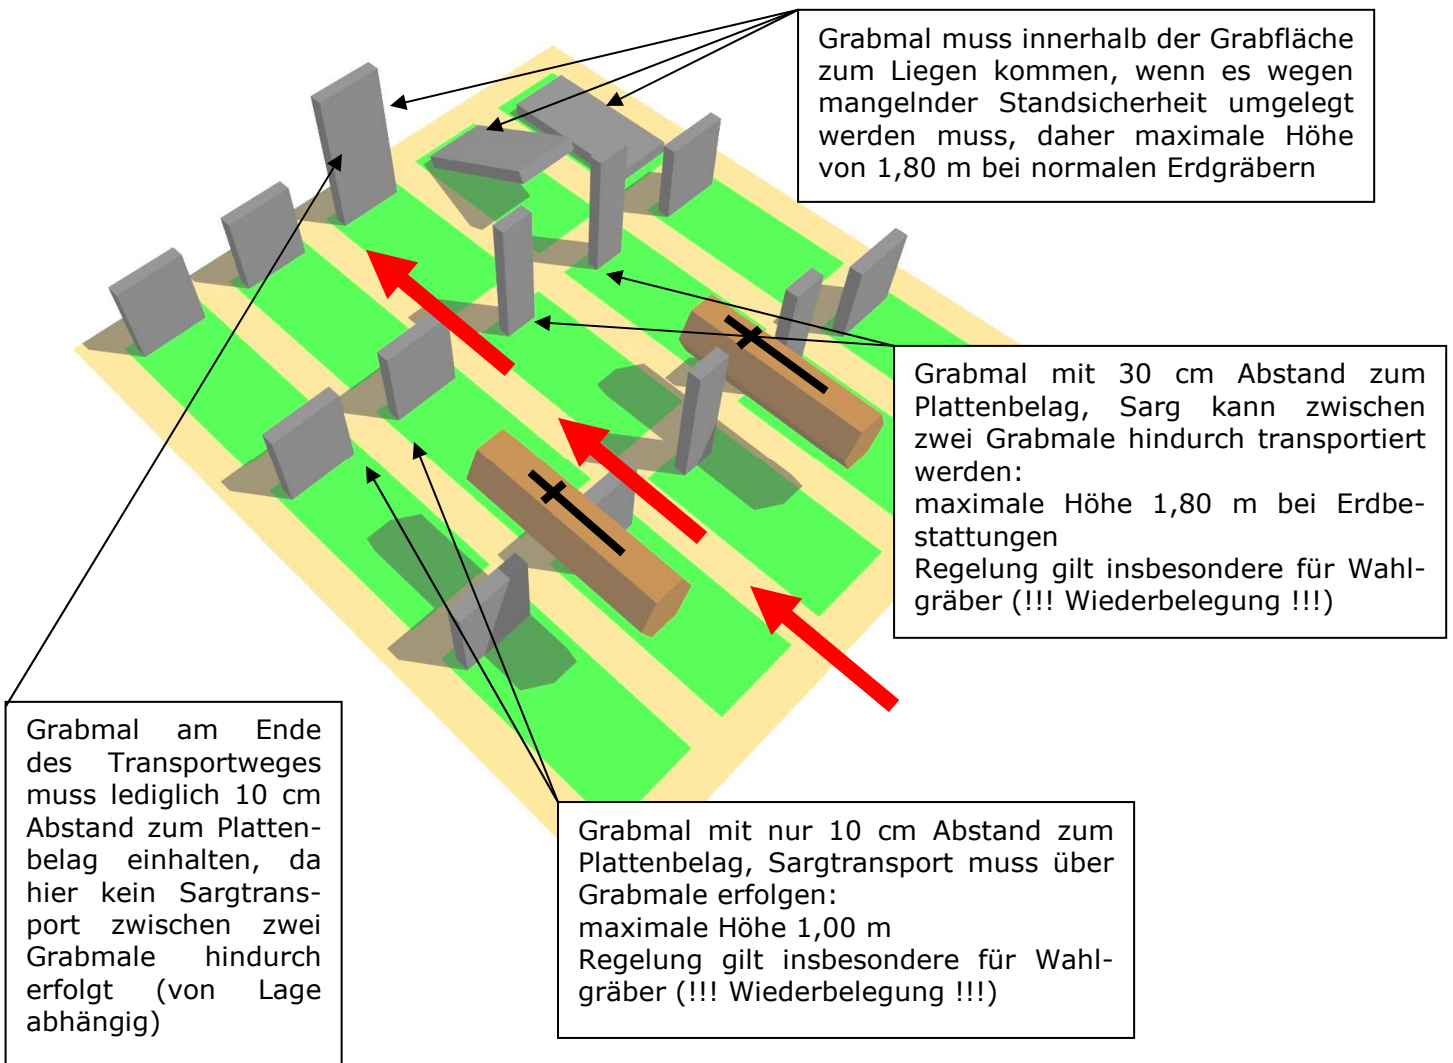 Grabmal muss innerhalb der Grabfläche
zum Liegen kommen, wenn es wegen
mangelnder Standsicherheit umgelegt
werden muss, daher maximale Höhe
von 1,80 m bei normalen Erdgräbern
Grabmal mit 30 cm Abstand zum
Plattenbelag, Sarg kann zwischen
zwei Grabmale hindurch transportiert
werden:
maximale Höhe 1,80 m bei Erdbe-
stattungen
Regelung gilt insbesondere für Wahl-
gräber (!!! Wiederbelegung !!!)
Grabmal am Ende
des Transportweges
muss lediglich 10 cm
Abstand zum Platten-
belag einhalten, da
hier kein Sargtrans-
port zwischen zwei
Grabmale hindurch
erfolgt (von Lage
abhängig)
Grabmal mit nur 10 cm Abstand zum
Plattenbelag, Sargtransport muss über
Grabmale erfolgen:
maximale Höhe 1,00 m
Regelung gilt insbesondere für Wahl-
gräber (!!! Wiederbelegung !!!)